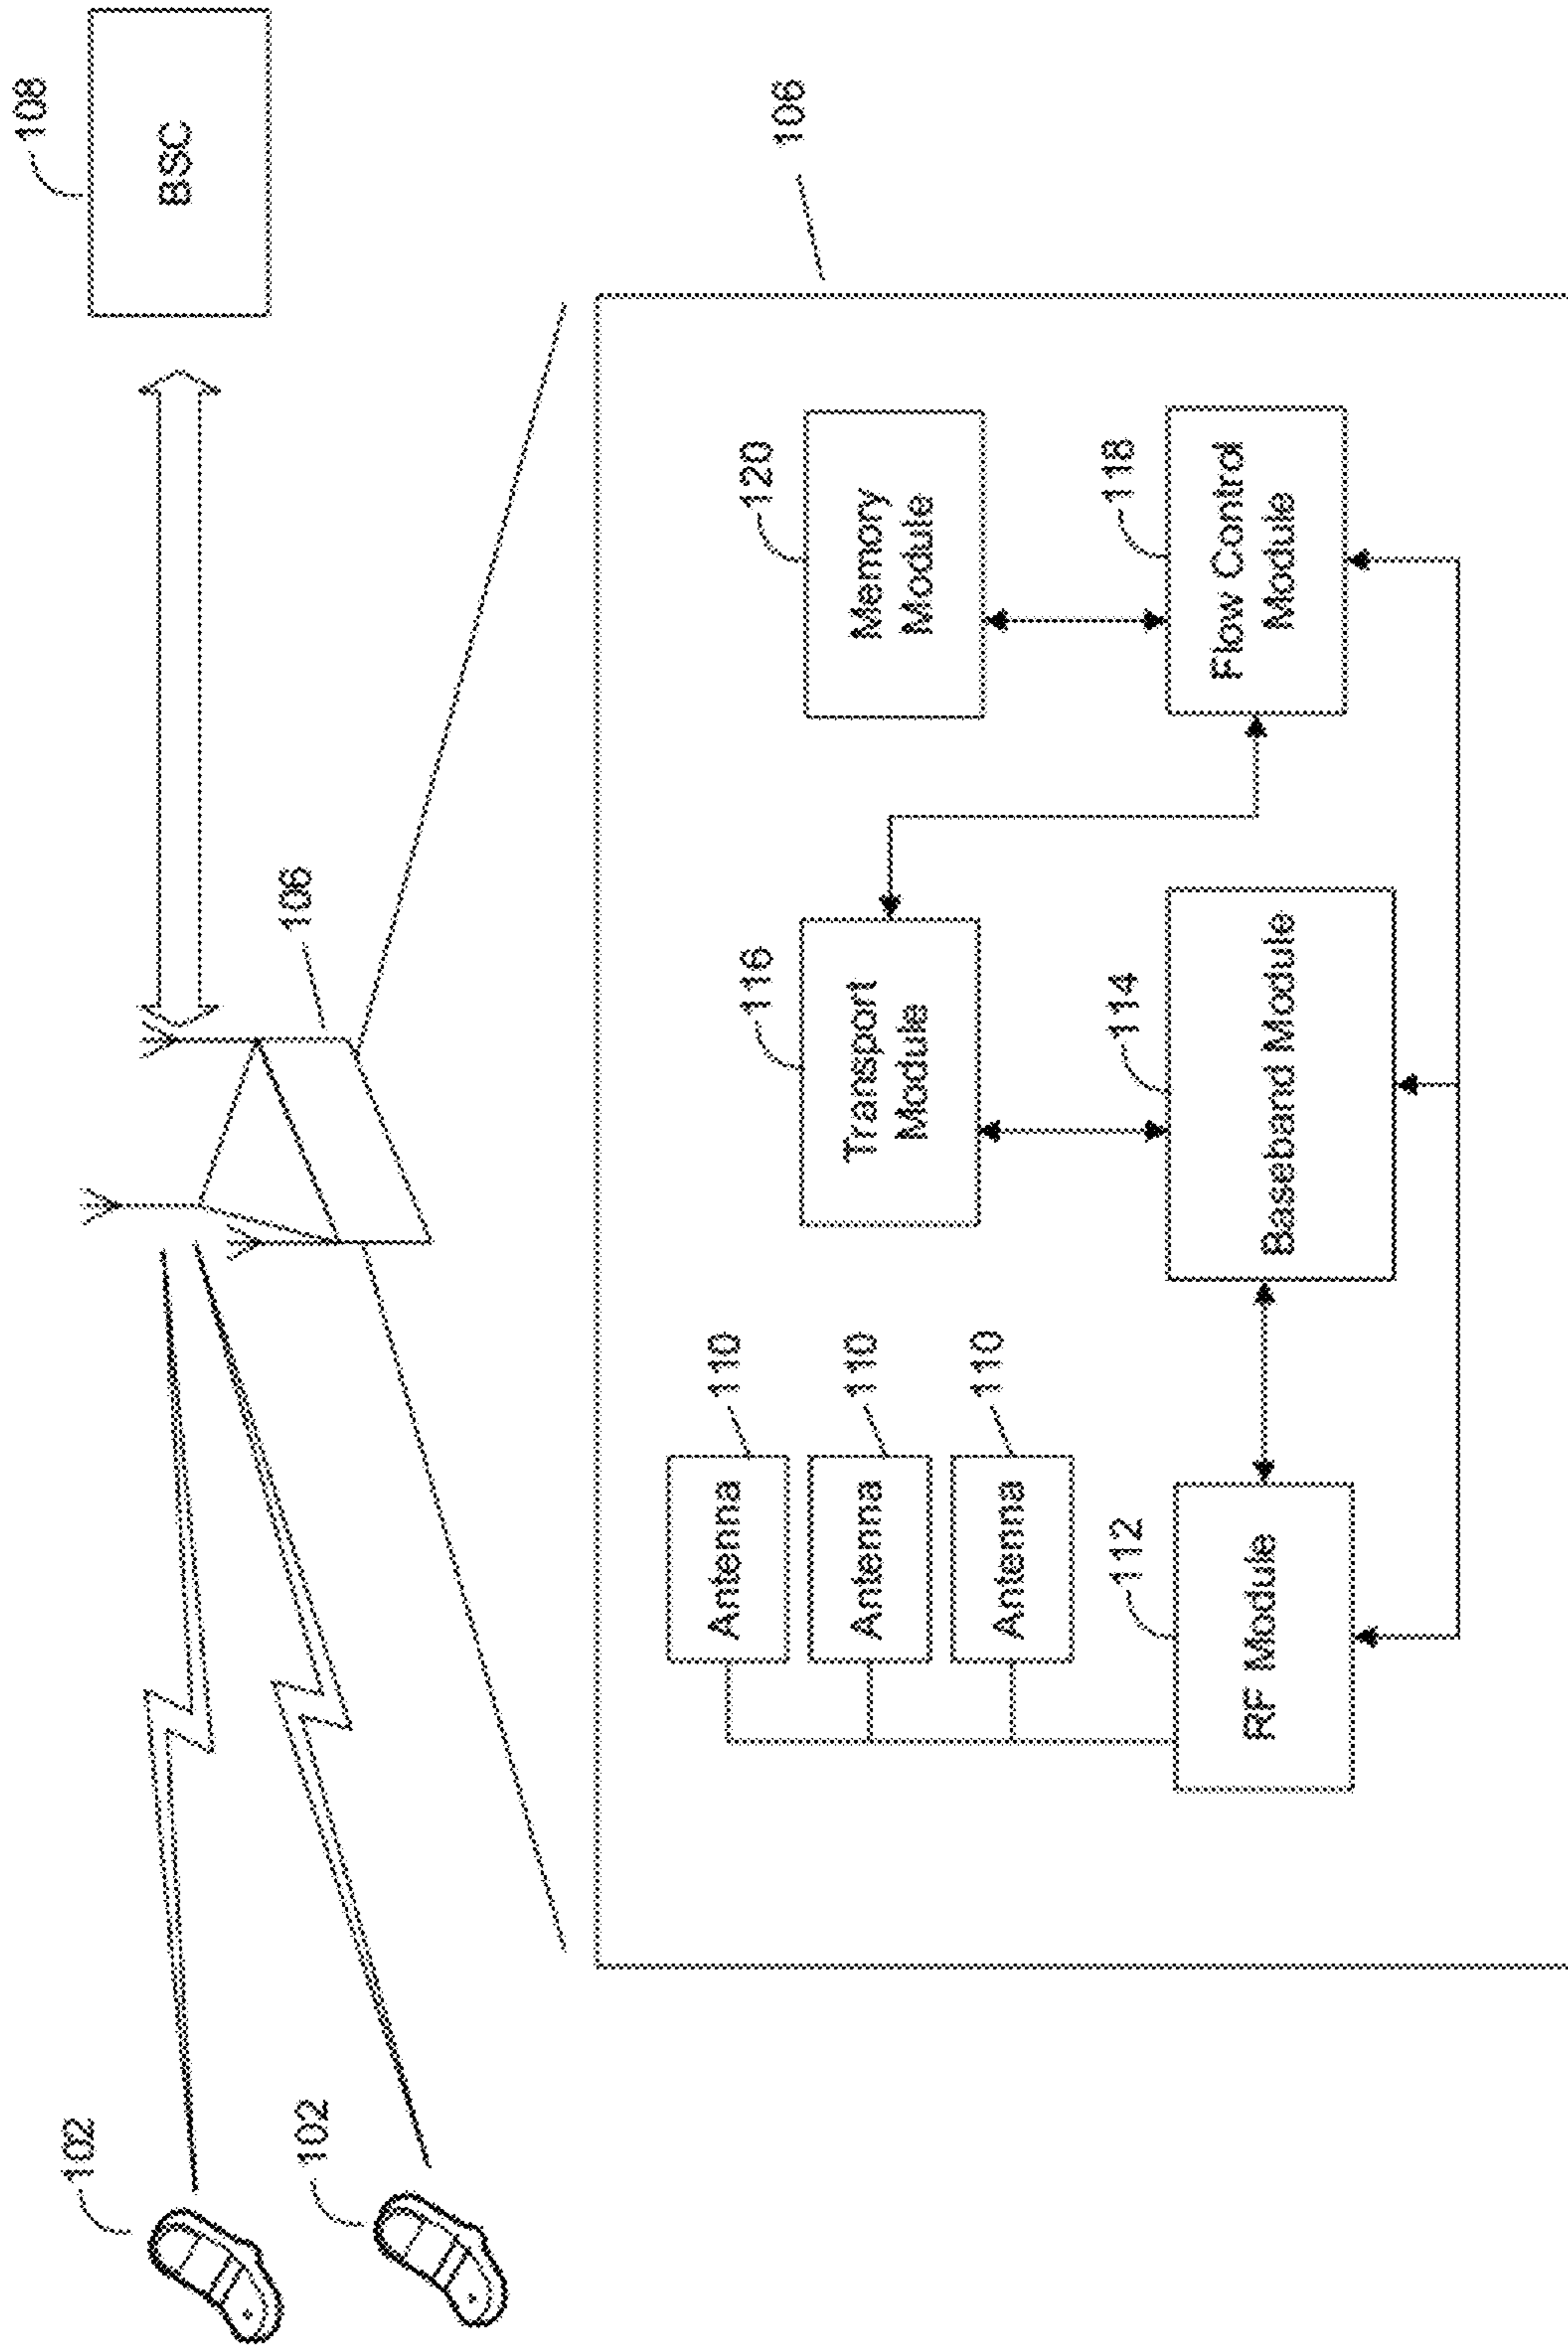 102
102
106
108
BSC
106
Antenna
110
Antenna
110
Antenna
110
116
Transport
Module
120
Memory
Module
112
RF Module
114
Baseband Module
118
Flow Control
Module